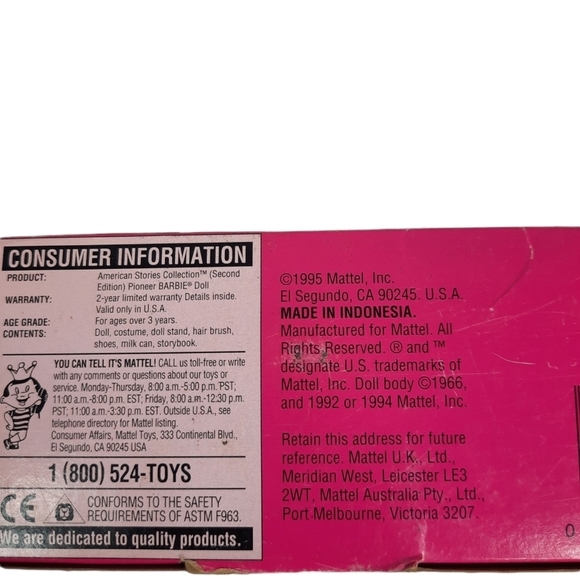 CONSUMER INFORMATION
PRODUCT: American Stories Collection™ (Second
Edition) Pioneer BARBIE® Doll
WARRANTY: 2-year limited warranty Details inside.
Valid only in U.S.A.
AGE GRADE: For ages over 3 years.
CONTENTS: Doll, costume, doll stand, hair brush,
shoes, milk can, storybook.
YOU CAN TELL IT'S MATTEL! CALL us toll-free or write
with any comments or questions about our toys or
service. Monday-Thursday, 8:00 a.m.-5:00 p.m. PST;
11:00 a.m.-8:00 p.m. EST; Friday, 8:00 a.m.-12:30 p.m.
PST; 11:00 a.m.-3:30 p.m. EST. Outside U.S.A., see
telephone directory for Mattel listing.
Consumer Affairs, Mattel Toys, 333 Continental Blvd.,
El Segundo, CA 90245 USA
1 (800) 524-TOYS
CE CONFORMS TO THE SAFETY
REQUIREMENTS OF ASTM F963.
We are dedicated to quality products.
©1995 Mattel, Inc.
El Segundo, CA 90245. U.S.A.
MADE IN INDONESIA.
Manufactured for Mattel. All
Rights Reserved. ® and ™
designate U.S. trademarks of
Mattel, Inc. Doll body ©1966,
and 1992 or 1994 Mattel, Inc.
Retain this address for future
reference. Mattel U.K., Ltd.,
Meridian West, Leicester LE3
2WT, Mattel Australia Pty., Ltd.,
Port Melbourne, Victoria 3207.
0